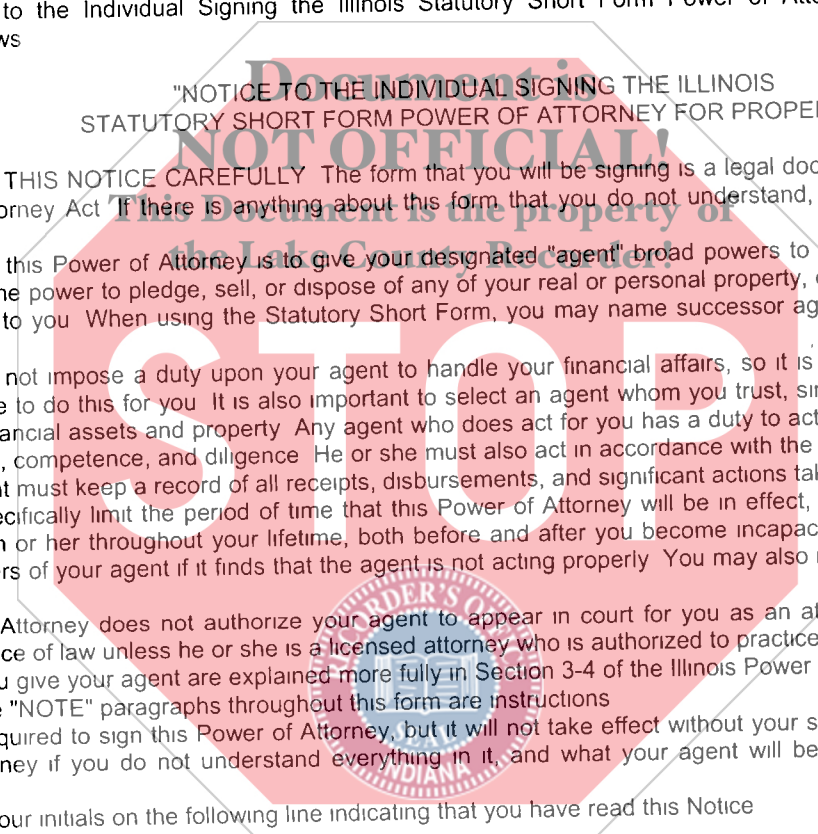 to the Individual Signing the Illinois Statutory Short Form Power of
ws
Document is
"NOTICE TO THE INDIVIDUAL SIGNING THE ILLINOIS
STATUTORY SHORT FORM POWER OF ATTORNEY FOR PROPE
NOT OFFICIAL!
THIS NOTICE CAREFULLY The form that you will be signing is a legal doc
orney Act If there is anything about this form that you do not understand,
This Document is the property of
the Lake County Recorder!
this Power of Attorney is to give your designated "agent" broad powers to
he power to pledge, sell, or dispose of any of your real or personal property,
to you When using the Statutory Short Form, you may name successor ag
STOP
not impose a duty upon your agent to handle your financial affairs, so it is
e to do this for you It is also important to select an agent whom you trust, sin
ancial assets and property Any agent who does act for you has a duty to act
, competence, and diligence He or she must also act in accordance with the
t must keep a record of all receipts, disbursements, and significant actions tak
ecifically limit the period of time that this Power of Attorney will be in effect,
n or her throughout your lifetime, both before and after you become incapac
rs of your agent if it finds that the agent is not acting properly You may also
Attorney does not authorize your agent to appear in court for you as an at
ce of law unless he or she is a licensed attorney who is authorized to practice
u give your agent are explained more fully in Section 3-4 of the Illinois Power
e "NOTE" paragraphs throughout this form are instructions
quired to sign this Power of Attorney, but it will not take effect without your s
ney if you do not understand everything in it, and what your agent will be
RECORDER'S OFFICE
SEAL
INDIANA
our initials on the following line indicating that you have read this Notice